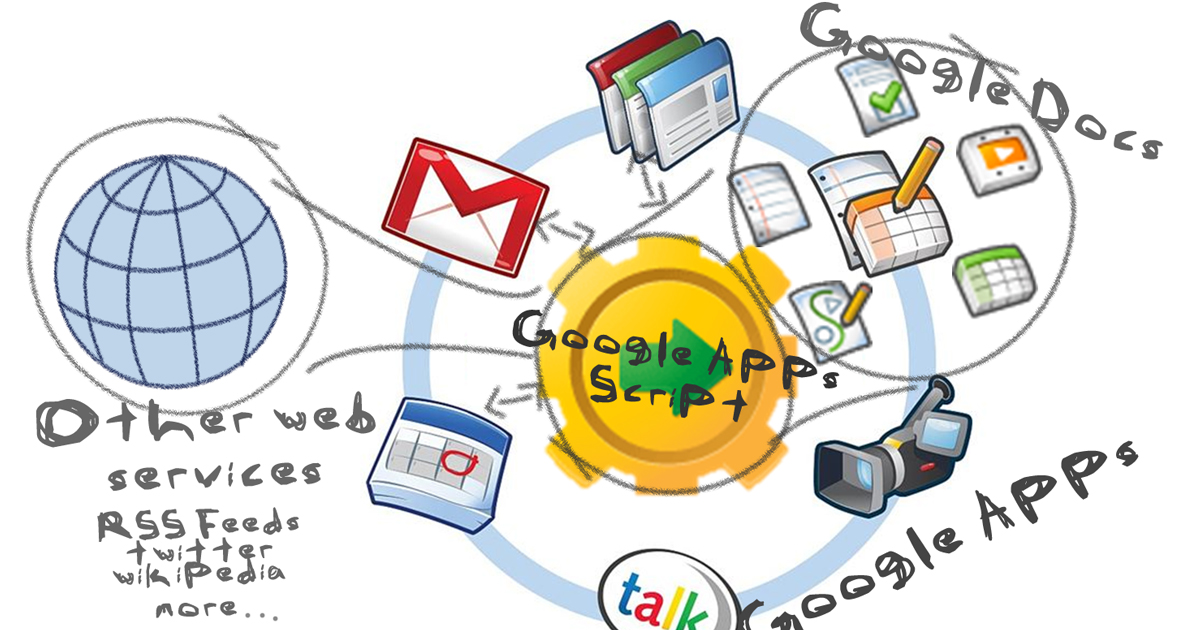 Google Docs
Google Apps
Script
Other web
services
RSS Feeds
twitter
wikipedia
more...
Google Apps
talk